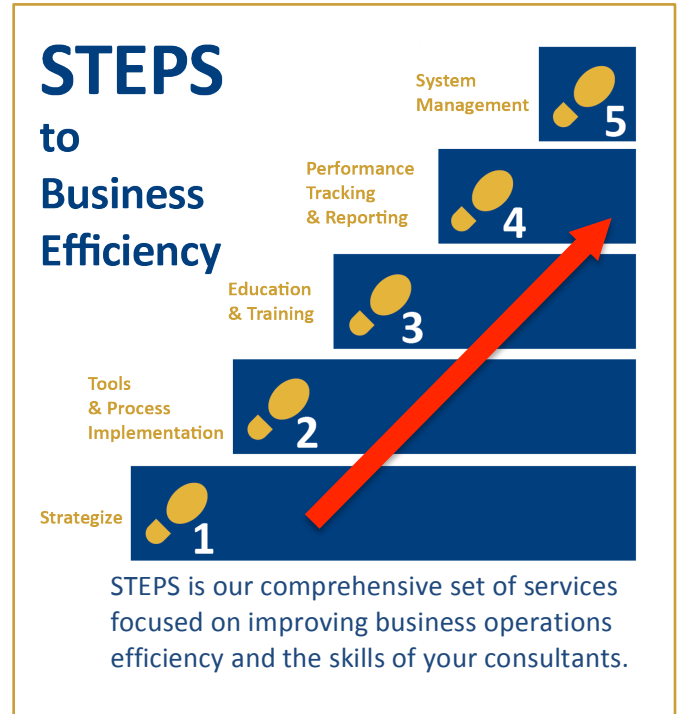 STEPS
to
Business
Efficiency
System
Management
5
Performance
Tracking
& Reporting
4
Education
& Training
3
Tools
& Process
Implementation
2
Strategize
1
STEPS is our comprehensive set of services
focused on improving business operations
efficiency and the skills of your consultants.